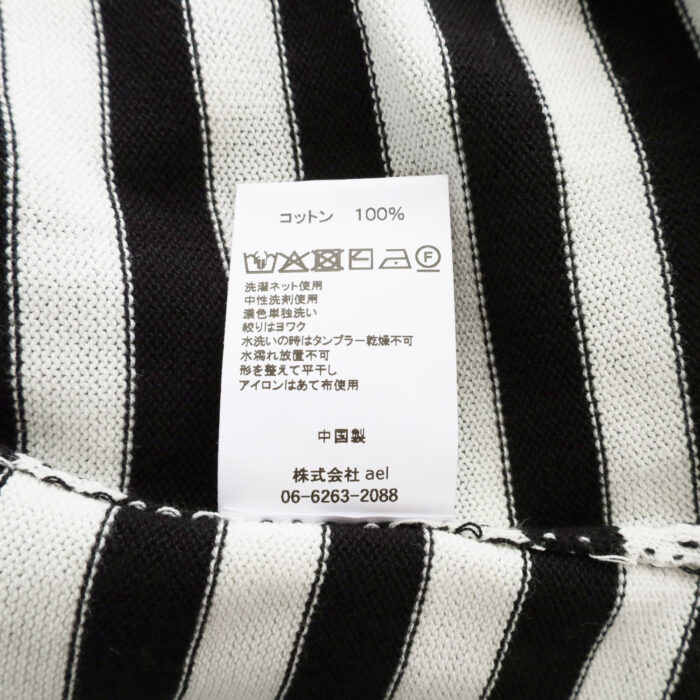 コットン　100%
洗濯ネット使用
中性洗剤使用
濃色単独洗い
絞りはヨワク
水洗いの時はタンブラー乾燥不可
水濡れ放置不可
形を整えて平干し
アイロンはあて布使用
中国製
株式会社 ael
06-6263-2088